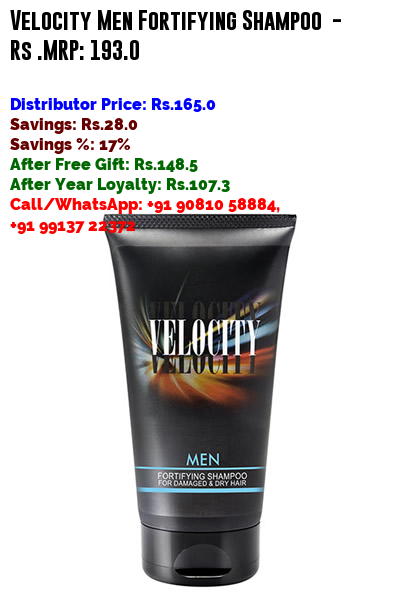 Velocity Men Fortifying Shampoo -
Rs .MRP: 193.0
Distributor Price: Rs.165.0
Savings: Rs.28.0
Savings %: 17%
After Free Gift: Rs.148.5
After Year Loyalty: Rs.107.3
Call/WhatsApp: +91 90810 58884,
+91 99137 22372
VELOCITY
VELOCITY
VELOCITY
MEN
FORTIFYING SHAMPOO
FOR DAMAGED & DRY HAIR